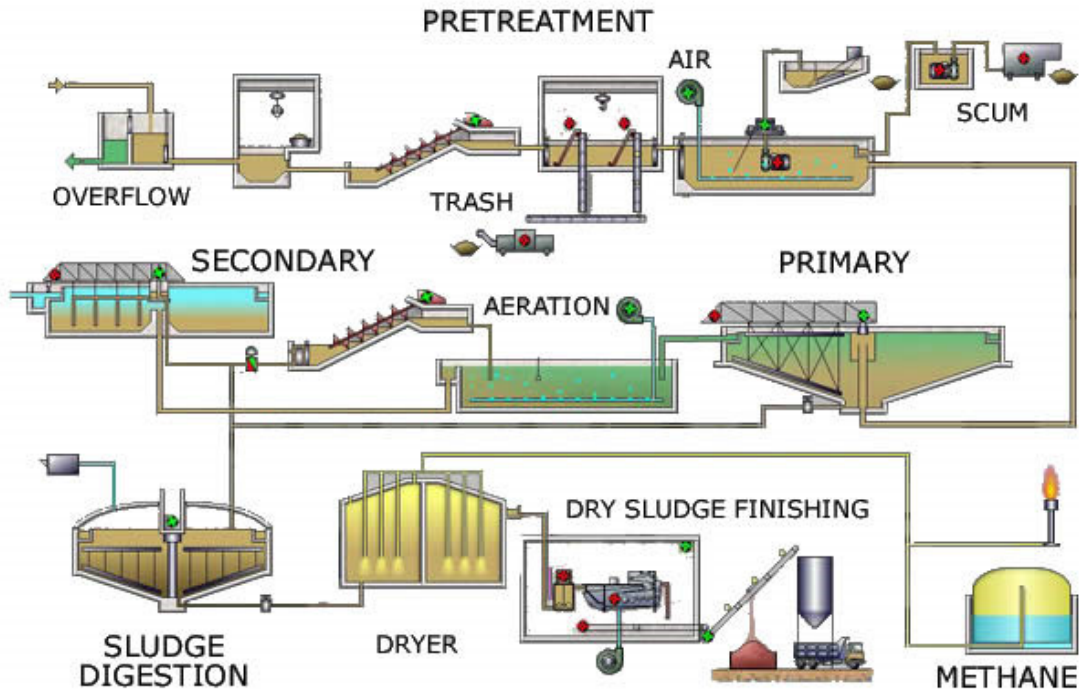 PRETREATMENT
AIR
SCUM
OVERFLOW
TRASH
SECONDARY
PRIMARY
AERATION
DRY SLUDGE FINISHING
SLUDGE
DIGESTION
DRYER
METHANE